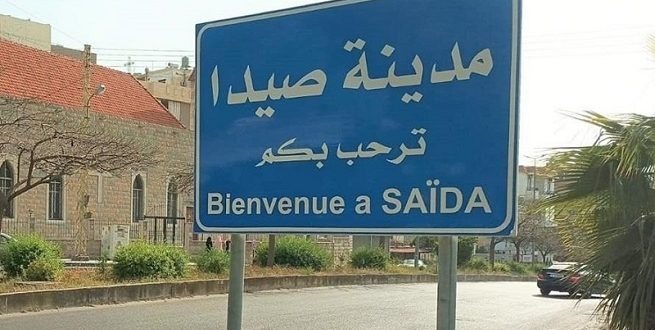 مدينة صيدا
ترحب بكم
Bienvenue a SAÏDA